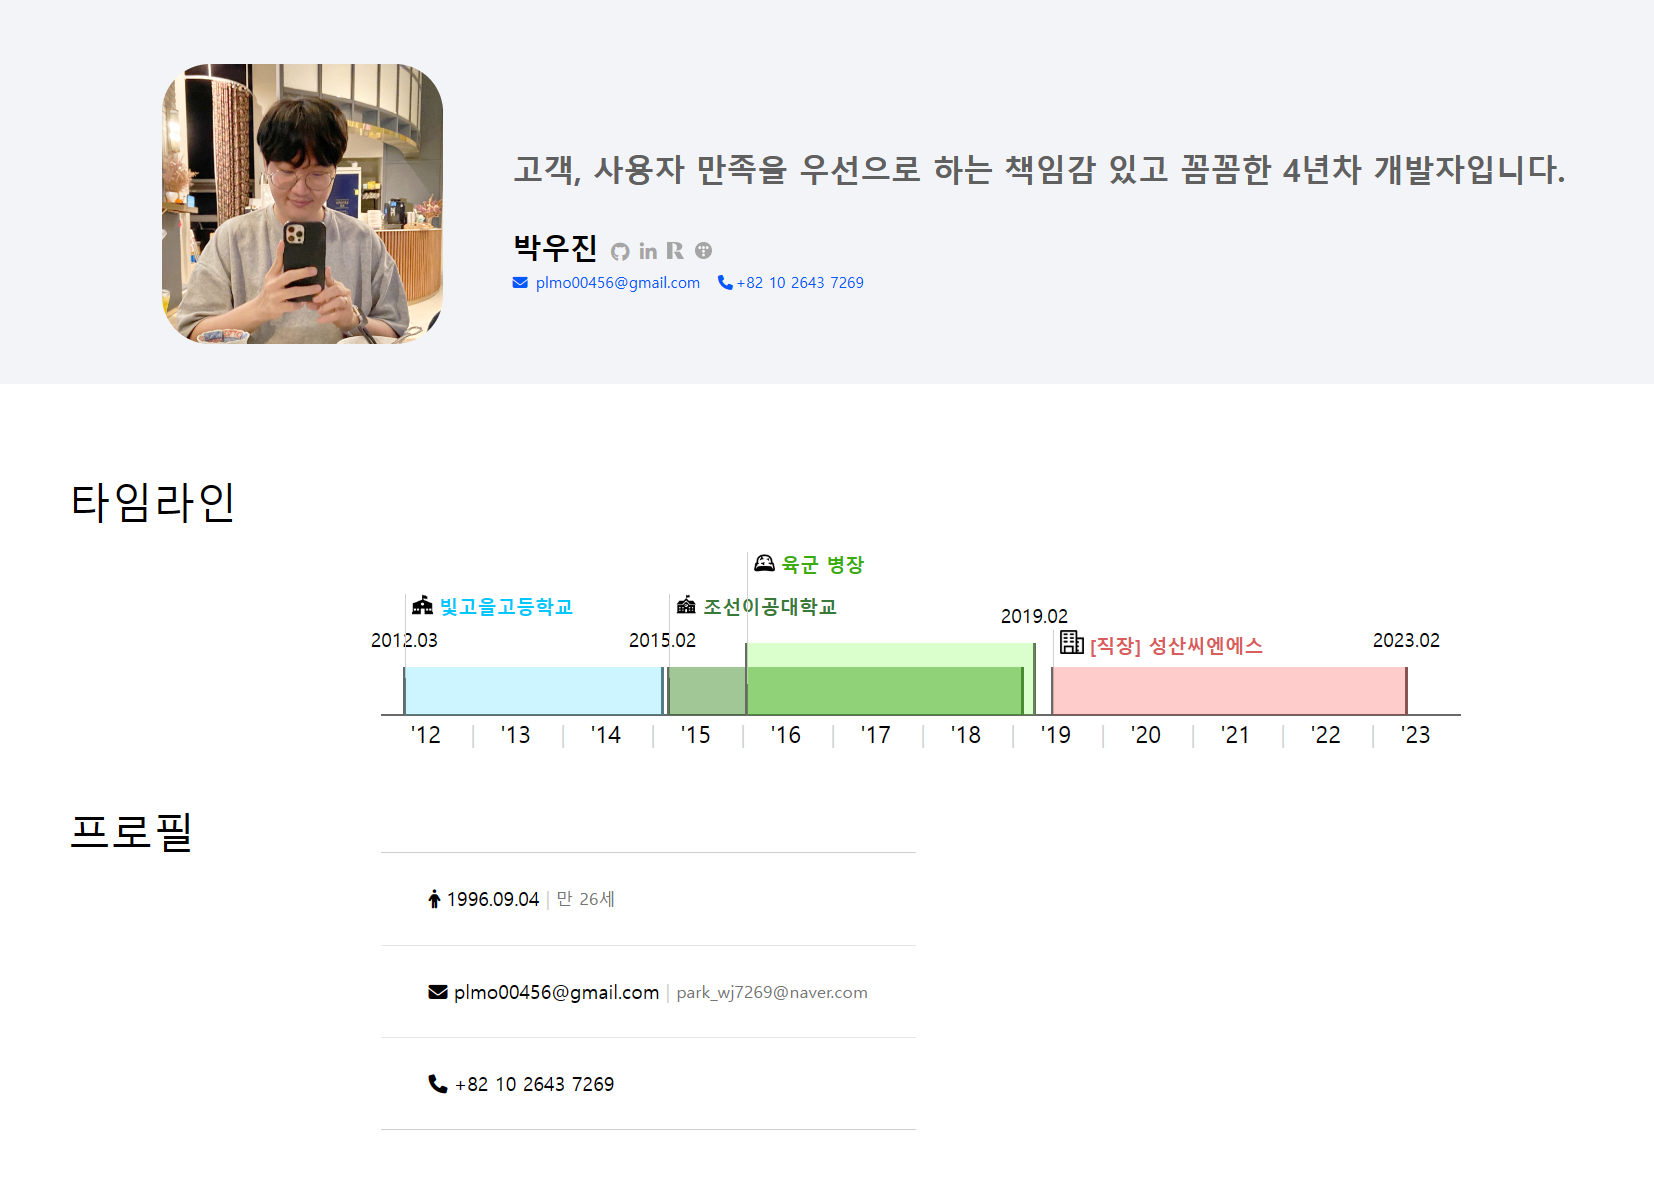 고객, 사용자 만족을 우선으로 하는 책임감 있고 꼼꼼한 4년차 개발자입니다.
박우진
plmo00456@gmail.com +82 10 2643 7269
타임라인
육군 병장
빛고을고등학교
조선이공대학교
2019.02
2012.03
2015.02
[직장] 성산씨엔에스
2023.02
'12 | '13 | '14 | '15 | '16 | '17 | '18 | '19 | '20 | '21 | '22 | '23
프로필
1996.09.04 | 만 26세
plmo00456@gmail.com | park_wj7269@naver.com
+82 10 2643 7269